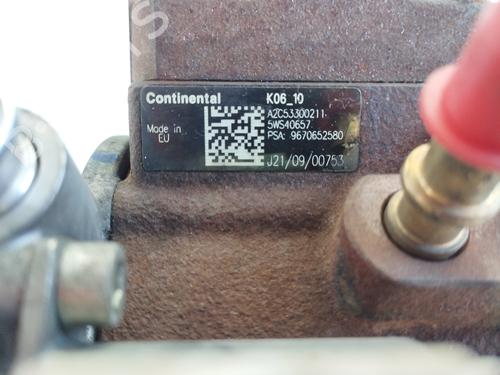 Continental K06_10
A2C53300211
5WS40657
Made in EU
PSA: 9670652580
J21/09/00753